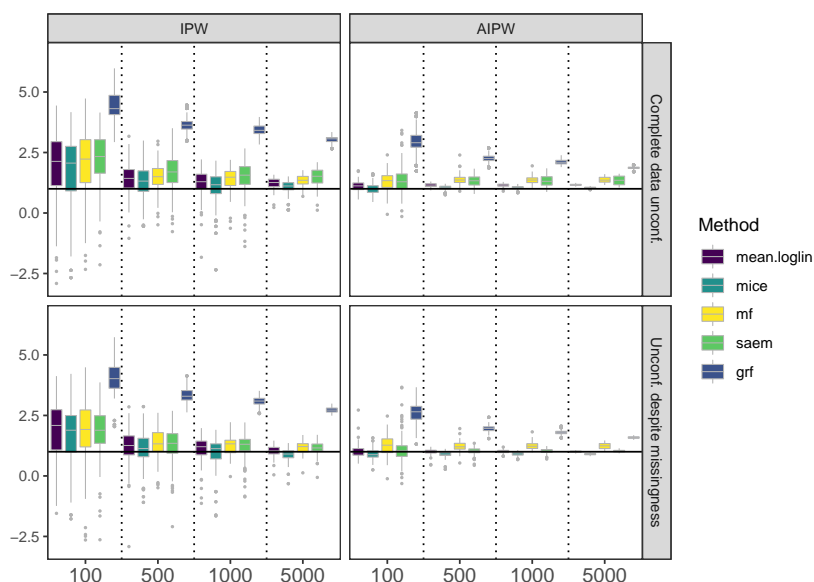 IPW
AIPW
5.0
2.5
0.0
−2.5
Complete data unconf.
5.0
2.5
0.0
−2.5
Unconf. despite missingness
100
500
1000
5000
100
500
1000
5000
Method
mean.loglin
mice
mf
saem
grf